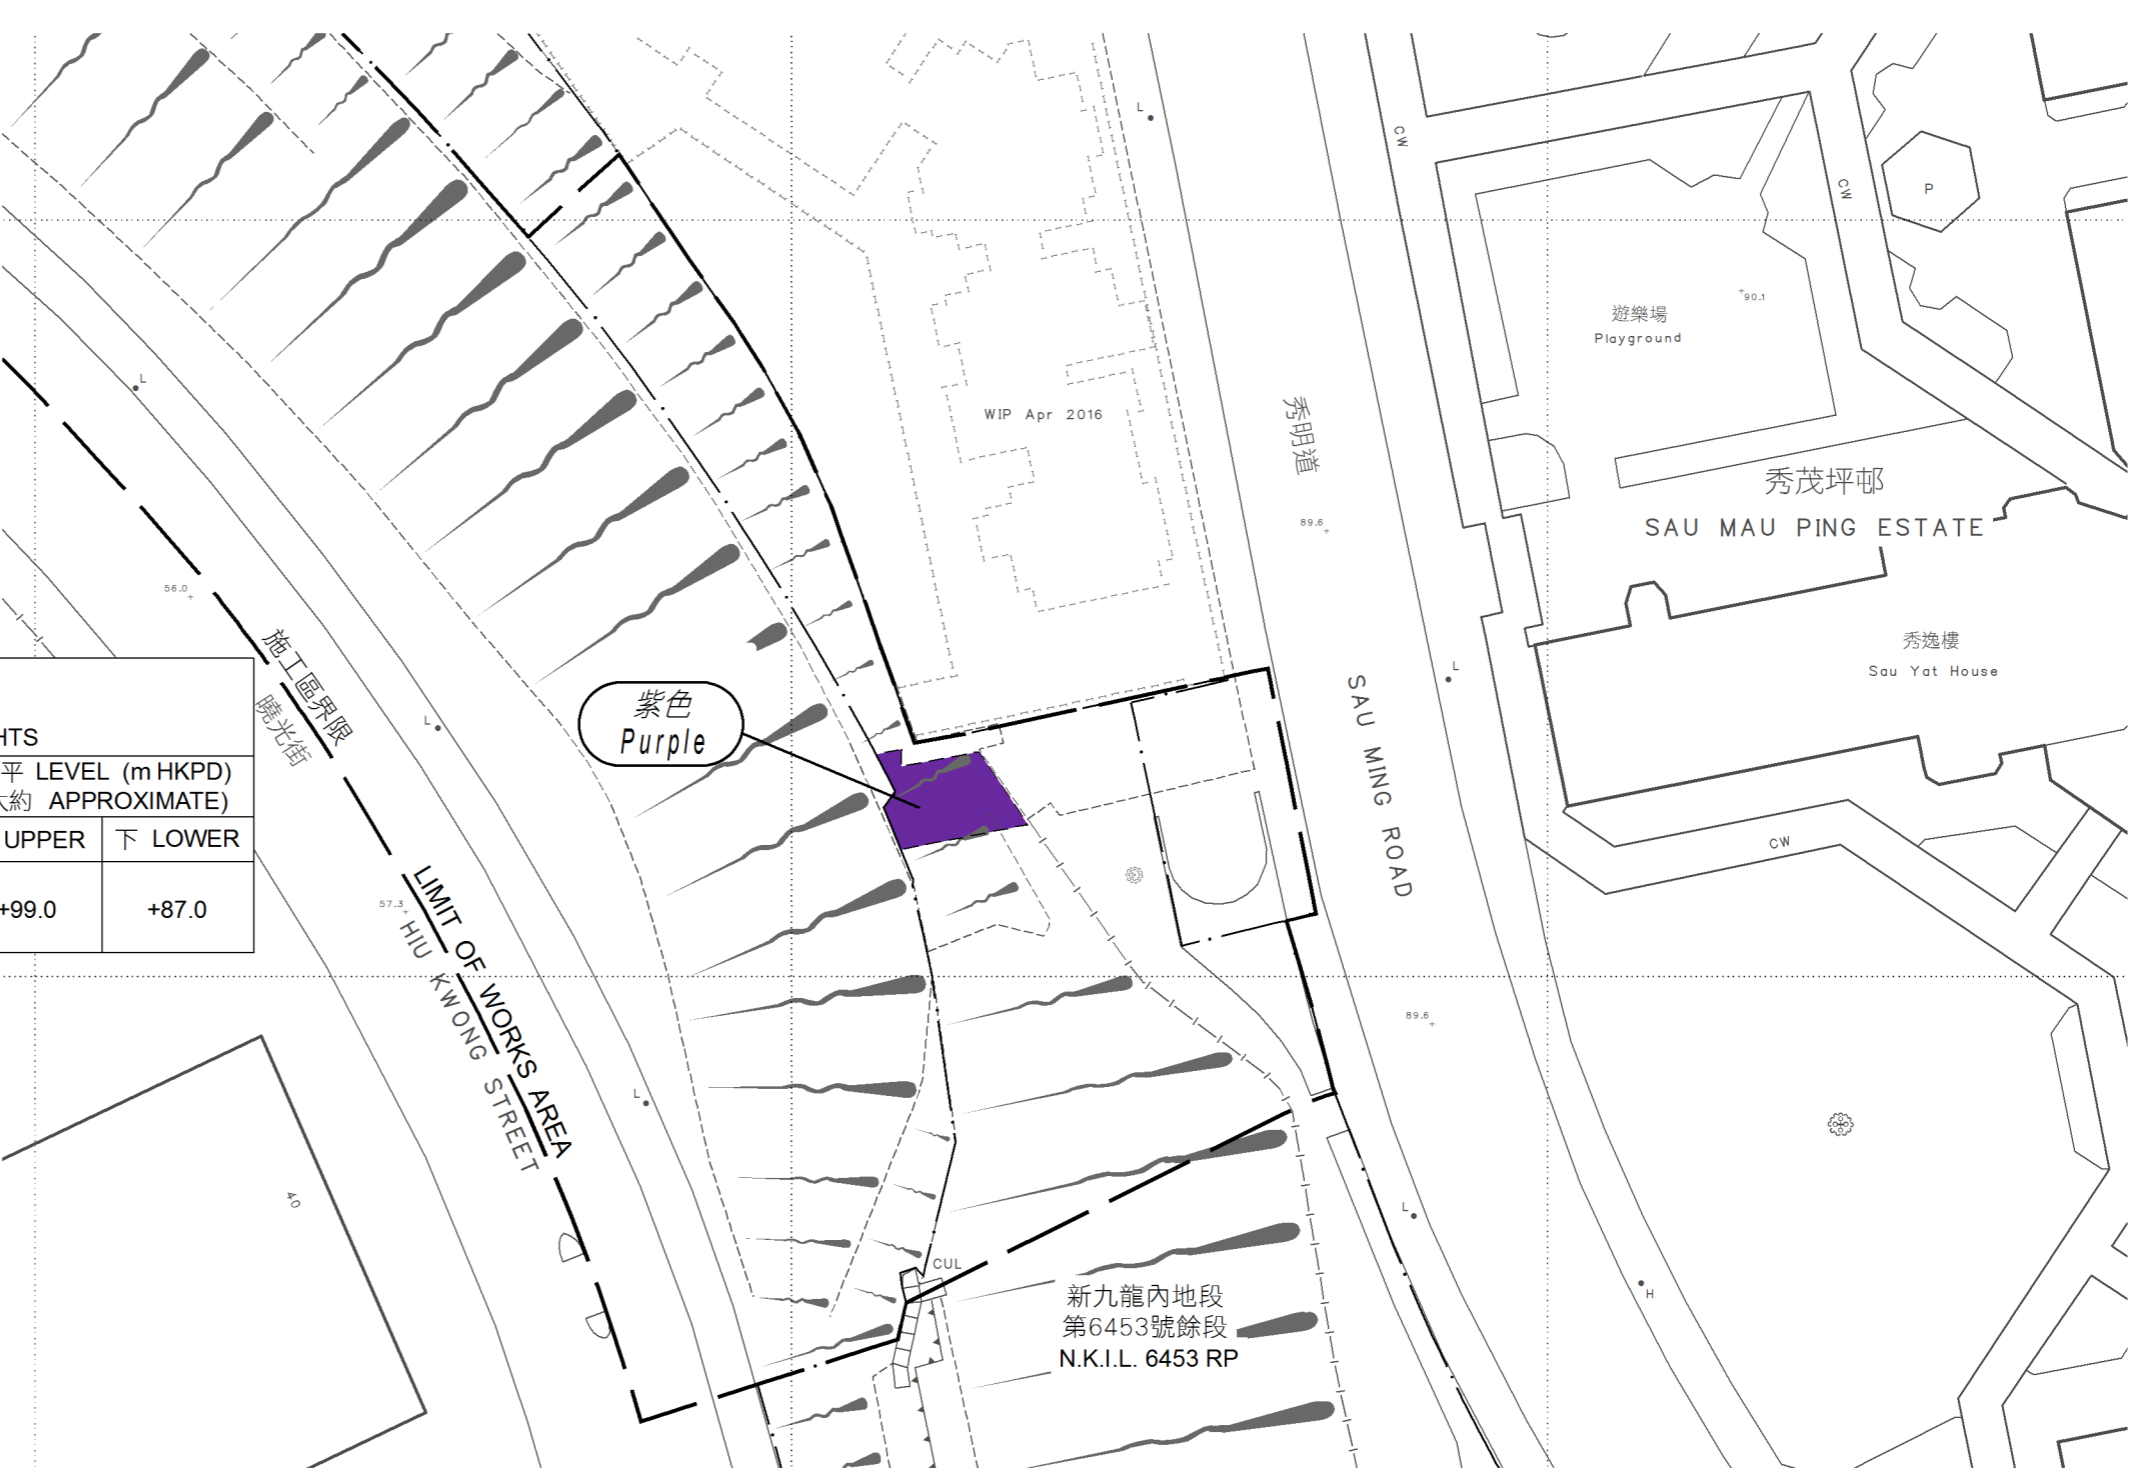 L
CW
CW
P
遊樂場
Playground
+90.1
L
WIP Apr 2016
秀明道
秀茂坪邨
SAU MAU PING ESTATE
89.6
56.0
秀逸樓
Sau Yat House
施工區界限
曉光街
L
紫色
Purple
L
SAU MING ROAD
HTS
平 LEVEL (m HKPD)
大約 APPROXIMATE)
UPPER
下 LOWER
+99.0
+87.0
CW
57.3
LIMIT OF WORKS AREA
HIU KWONG STREET
89.6
L
40
L
CUL
H
新九龍內地段
第6453號餘段
N.K.I.L. 6453 RP